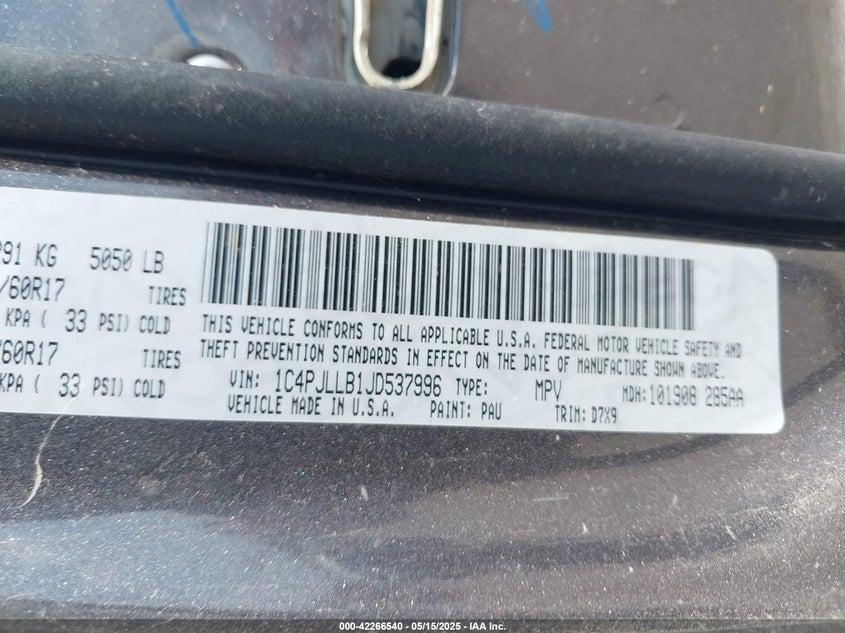 291 KG 5050 LB
/60R17 TIRES
KPA ( 33 PSI) COLD
/60R17 TIRES
KPA ( 33 PSI) COLD
THIS VEHICLE CONFORMS TO ALL APPLICABLE U.S.A. FEDERAL MOTOR VEHICLE SAFETY AND
THEFT PREVENTION STANDARDS IN EFFECT ON THE DATE OF MANUFACTURE SHOWN ABOVE.
VIN: 1C4PJLLB1JD537996 TYPE: MPV MDH: 101908 285AA
VEHICLE MADE IN U.S.A. PAINT: PAU TRIM: D7X9
000-42266540 - 05/15/2025 - IAA Inc.